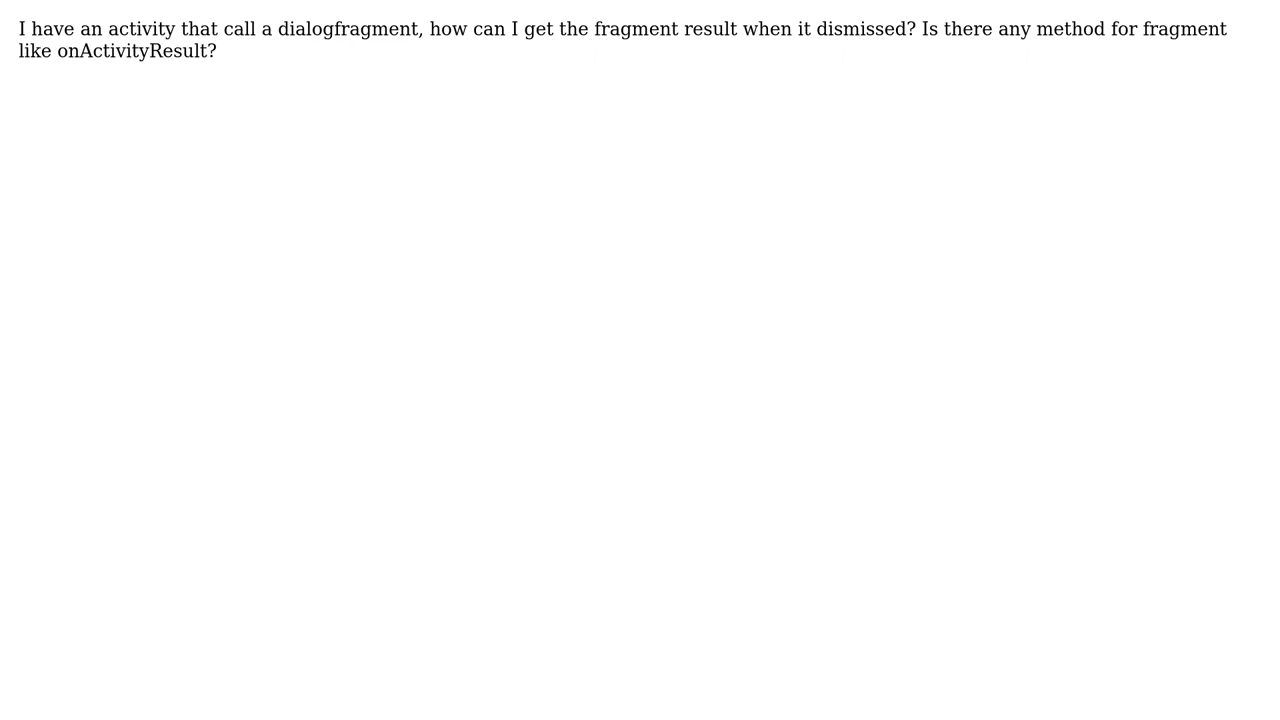 I have an activity that call a dialogfragment, how can I get the fragment result when it dismissed? Is there any method for fragment
like onActivityResult?